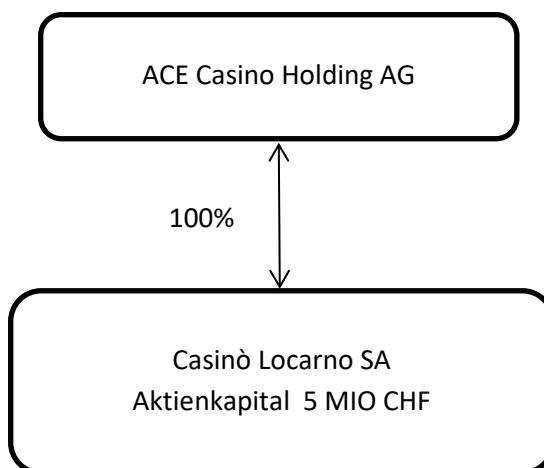 ACE Casino Holding AG
100%
Casinò Locarno SA
Aktienkapital 5 MIO CHF